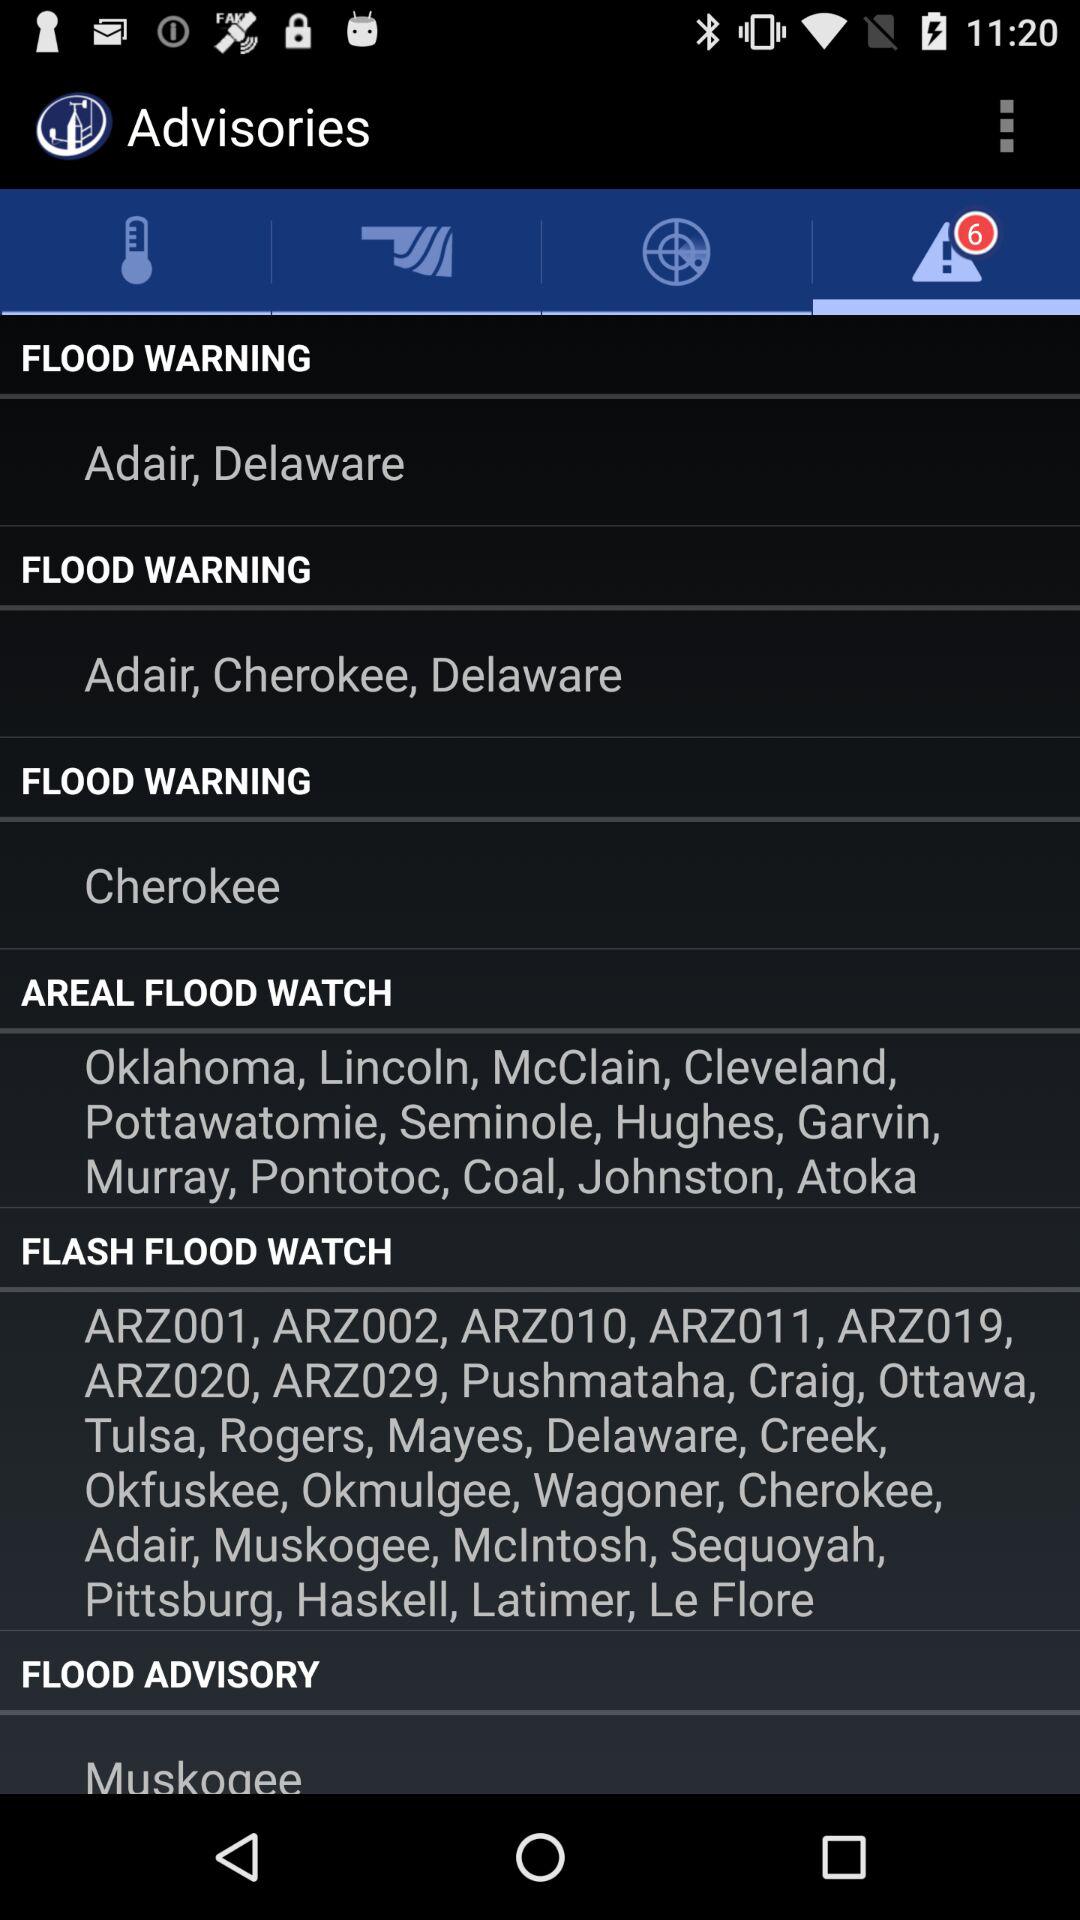 FAKE
11:20
Advisories
6
FLOOD WARNING
Adair, Delaware
FLOOD WARNING
Adair, Cherokee, Delaware
FLOOD WARNING
Cherokee
AREAL FLOOD WATCH
Oklahoma, Lincoln, McClain, Cleveland,
Pottawatomie, Seminole, Hughes, Garvin,
Murray, Pontotoc, Coal, Johnston, Atoka
FLASH FLOOD WATCH
ARZ001, ARZ002, ARZ010, ARZ011, ARZ019,
ARZ020, ARZ029, Pushmataha, Craig, Ottawa,
Tulsa, Rogers, Mayes, Delaware, Creek,
Okfuskee, Okmulgee, Wagoner, Cherokee,
Adair, Muskogee, McIntosh, Sequoyah,
Pittsburg, Haskell, Latimer, Le Flore
FLOOD ADVISORY
Muskogee